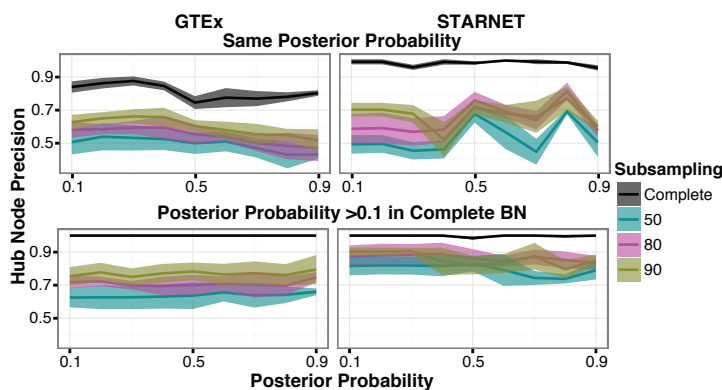 GTEx STARNET
Same Posterior Probability
0.9
0.7
0.5
0.1 0.5 0.9 0.1 0.5 0.9
Posterior Probability >0.1 in Complete BN
0.9
0.7
0.5
0.1 0.5 0.9 0.1 0.5 0.9
Posterior Probability
Hub Node Precision
Subsampling
Complete
50
80
90